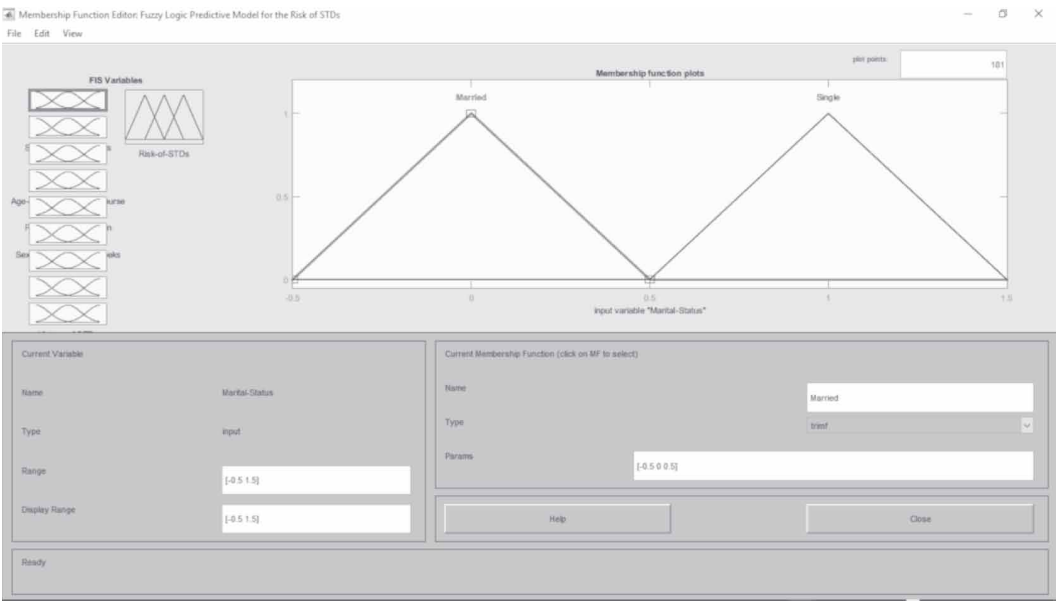 Membership Function Editor: Fuzzy Logic Predictive Model for the Risk of STDs
File Edit View
plot points:
181
FIS Variables
Membership function plots
Married
Single
Risk-of-STDs
1
0.5
0
-0.5
0
0.5
1
1.5
input variable "Marital-Status"
Current Variable
Name
Marital-Status
Type
input
Range
[-0.5 1.5]
Display Range
[-0.5 1.5]
Current Membership Function (click on MF to select)
Name
Married
Type
trimf
Params
[-0.5 0 0.5]
Help
Close
Ready